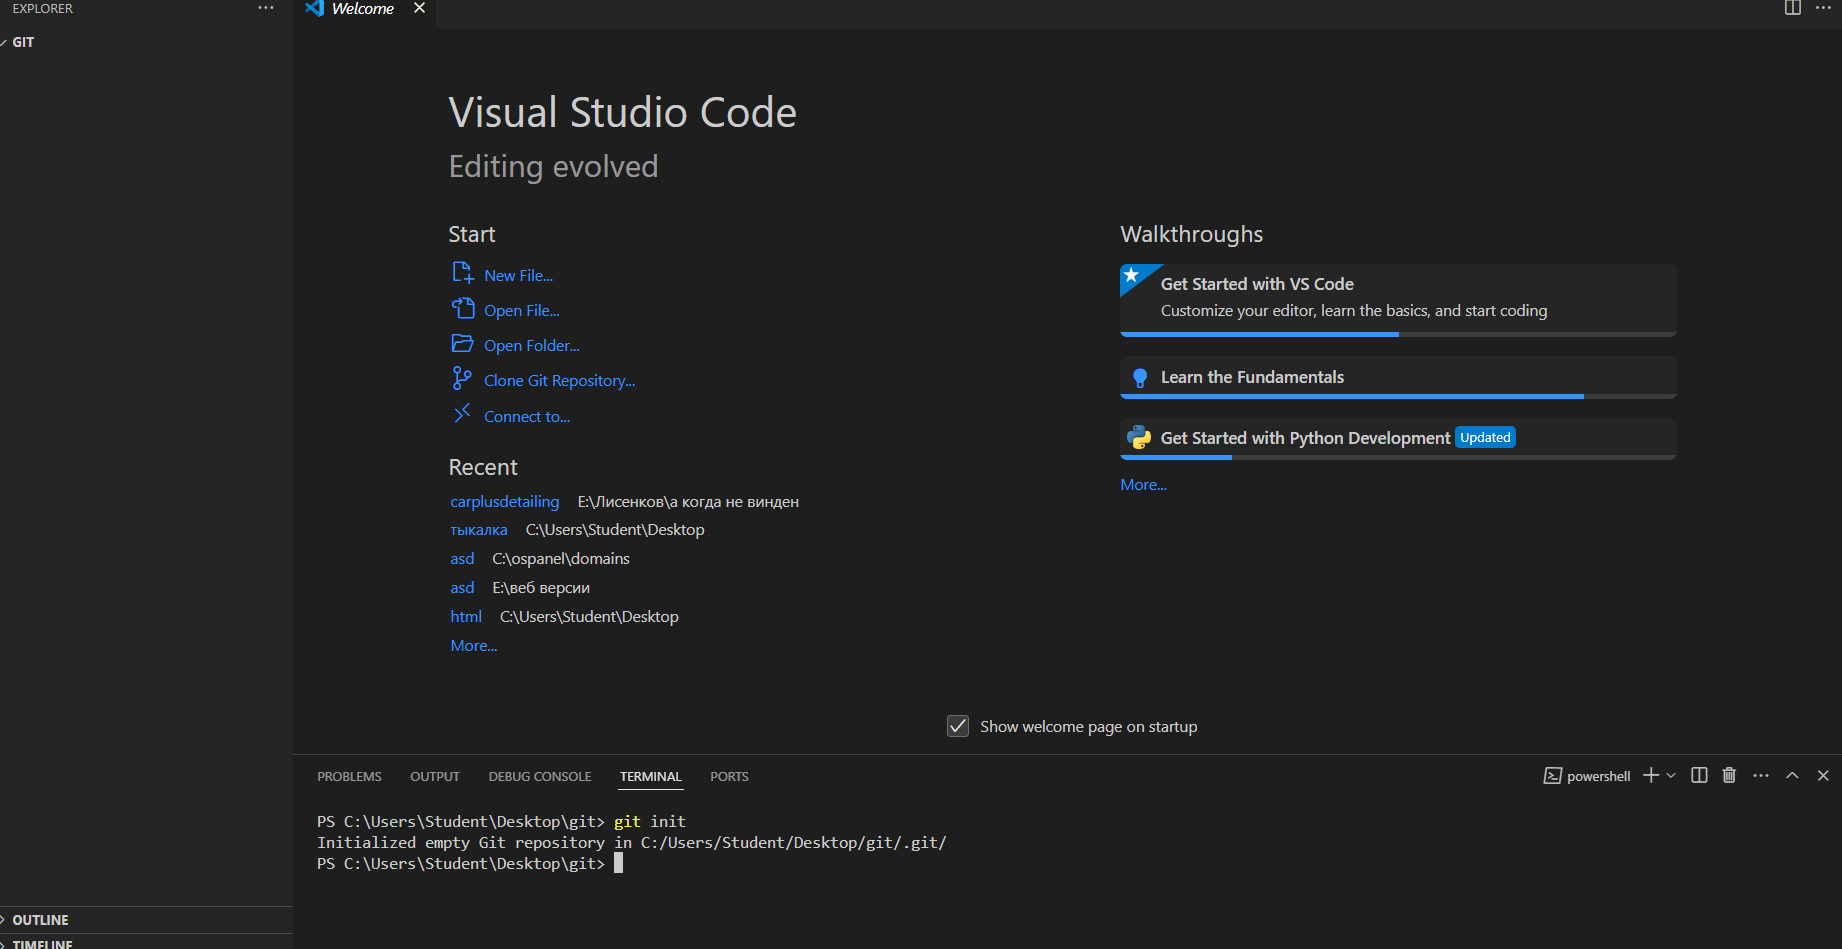 EXPLORER
GIT
OUTLINE
TIMELINE
Welcome
Visual Studio Code
Editing evolved
Start
New File...
Open File...
Open Folder...
Clone Git Repository...
Connect to...
Recent
carplusdetailing E:\Лисенков\а когда не винден
тыкалка C:\Users\Student\Desktop
asd C:\ospanel\domains
asd E:\веб версии
html C:\Users\Student\Desktop
More...
Walkthroughs
Get Started with VS Code
Customize your editor, learn the basics, and start coding
Learn the Fundamentals
Get Started with Python Development Updated
More...
Show welcome page on startup
PROBLEMS OUTPUT DEBUG CONSOLE TERMINAL PORTS
powershell
PS C:\Users\Student\Desktop\git> git init
Initialized empty Git repository in C:/Users/Student/Desktop/git/.git/
PS C:\Users\Student\Desktop\git>